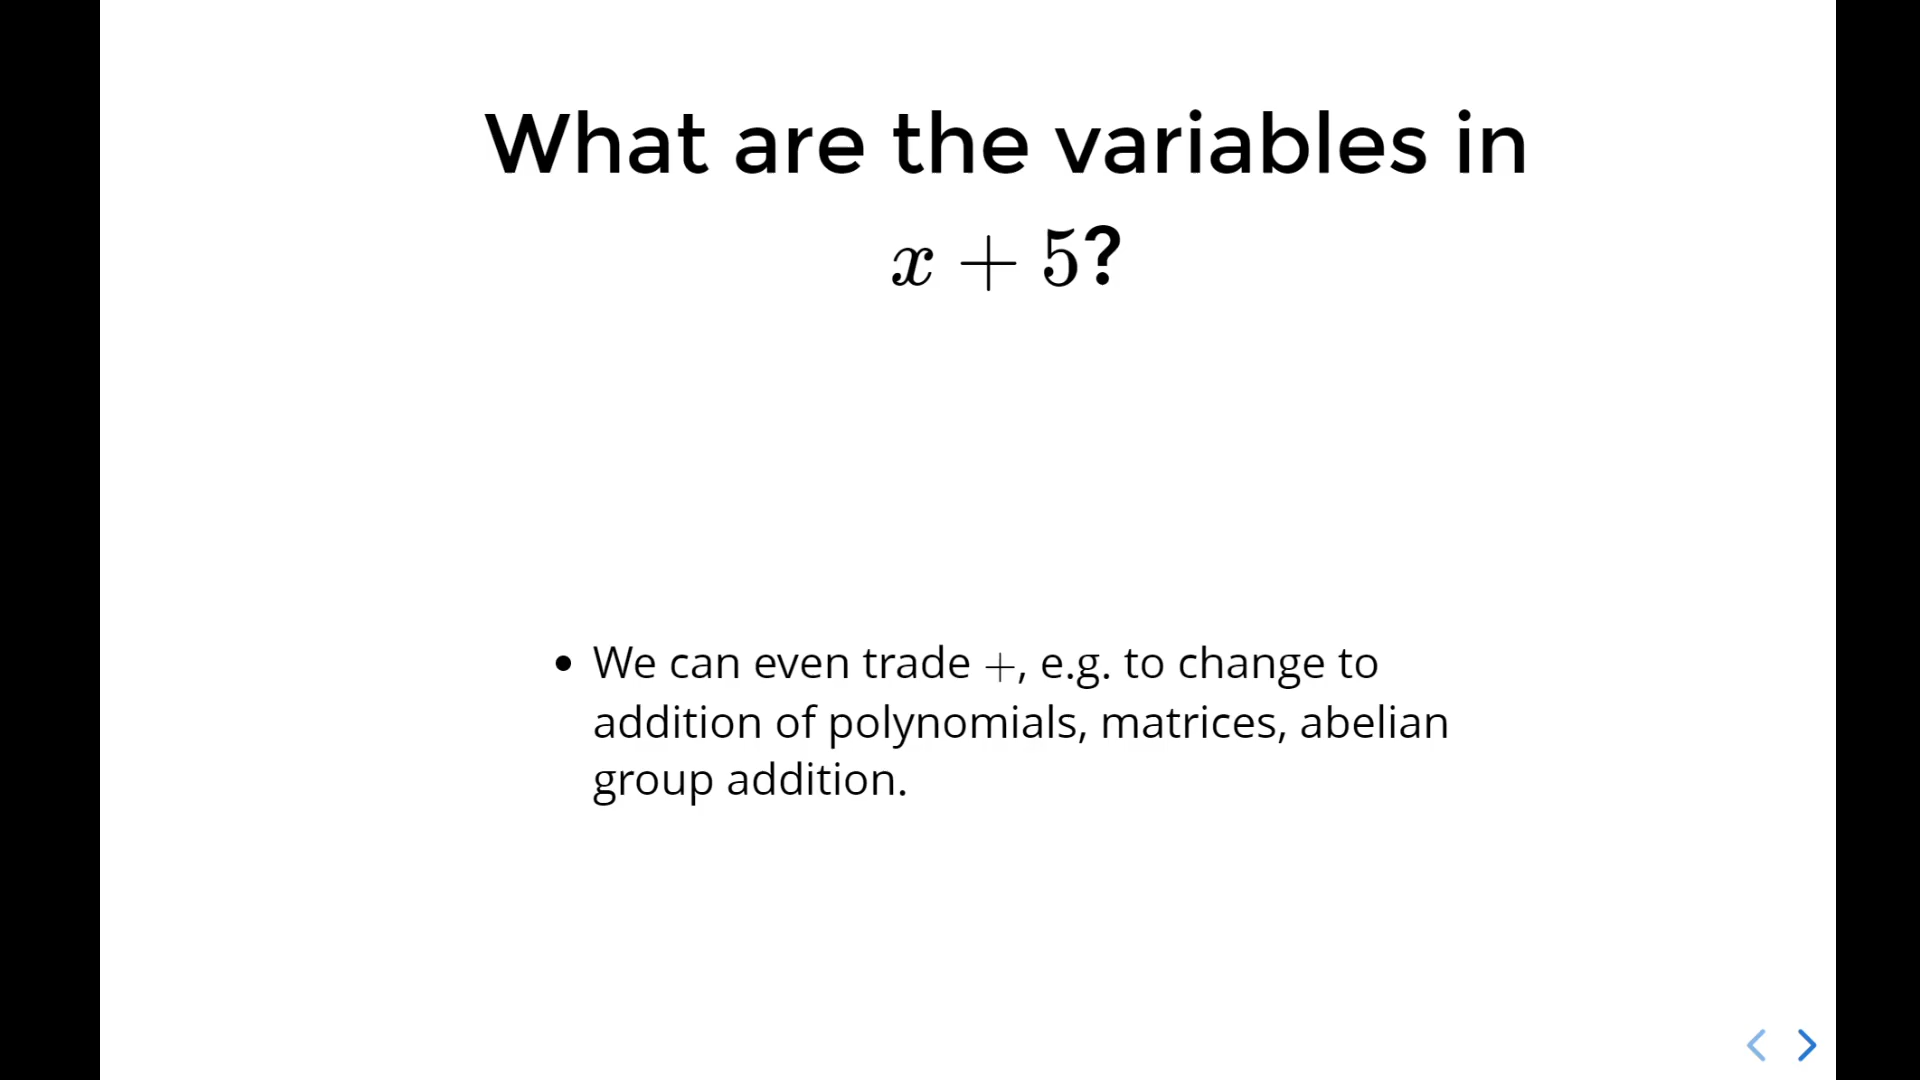 What are the variables in
x + 5?
• We can even trade +, e.g. to change to
addition of polynomials, matrices, abelian
group addition.